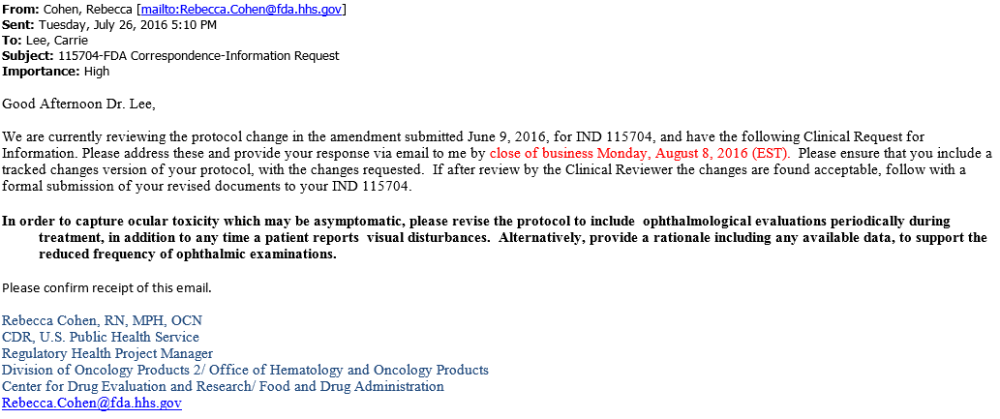 From: Cohen, Rebecca [mailto:Rebecca.Cohen@fda.hhs.gov]
Sent: Tuesday, July 26, 2016 5:10 PM
To: Lee, Carrie
Subject: 115704-FDA Correspondence-Information Request
Importance: High
Good Afternoon Dr. Lee,
We are currently reviewing the protocol change in the amendment submitted June 9, 2016, for IND 115704, and have the following Clinical Request for
Information. Please address these and provide your response via email to me by close of business Monday, August 8, 2016 (EST).  Please ensure that you include a
tracked changes version of your protocol, with the changes requested.  If after review by the Clinical Reviewer the changes are found acceptable, follow with a
formal submission of your revised documents to your IND 115704.
In order to capture ocular toxicity which may be asymptomatic, please revise the protocol to include  ophthalmological evaluations periodically during
treatment, in addition to any time a patient reports  visual disturbances.  Alternatively, provide a rationale including any available data, to support the
reduced frequency of ophthalmic examinations.
Please confirm receipt of this email.
Rebecca Cohen, RN, MPH, OCN
CDR, U.S. Public Health Service
Regulatory Health Project Manager
Division of Oncology Products 2/ Office of Hematology and Oncology Products
Center for Drug Evaluation and Research/ Food and Drug Administration
Rebecca.Cohen@fda.hhs.gov